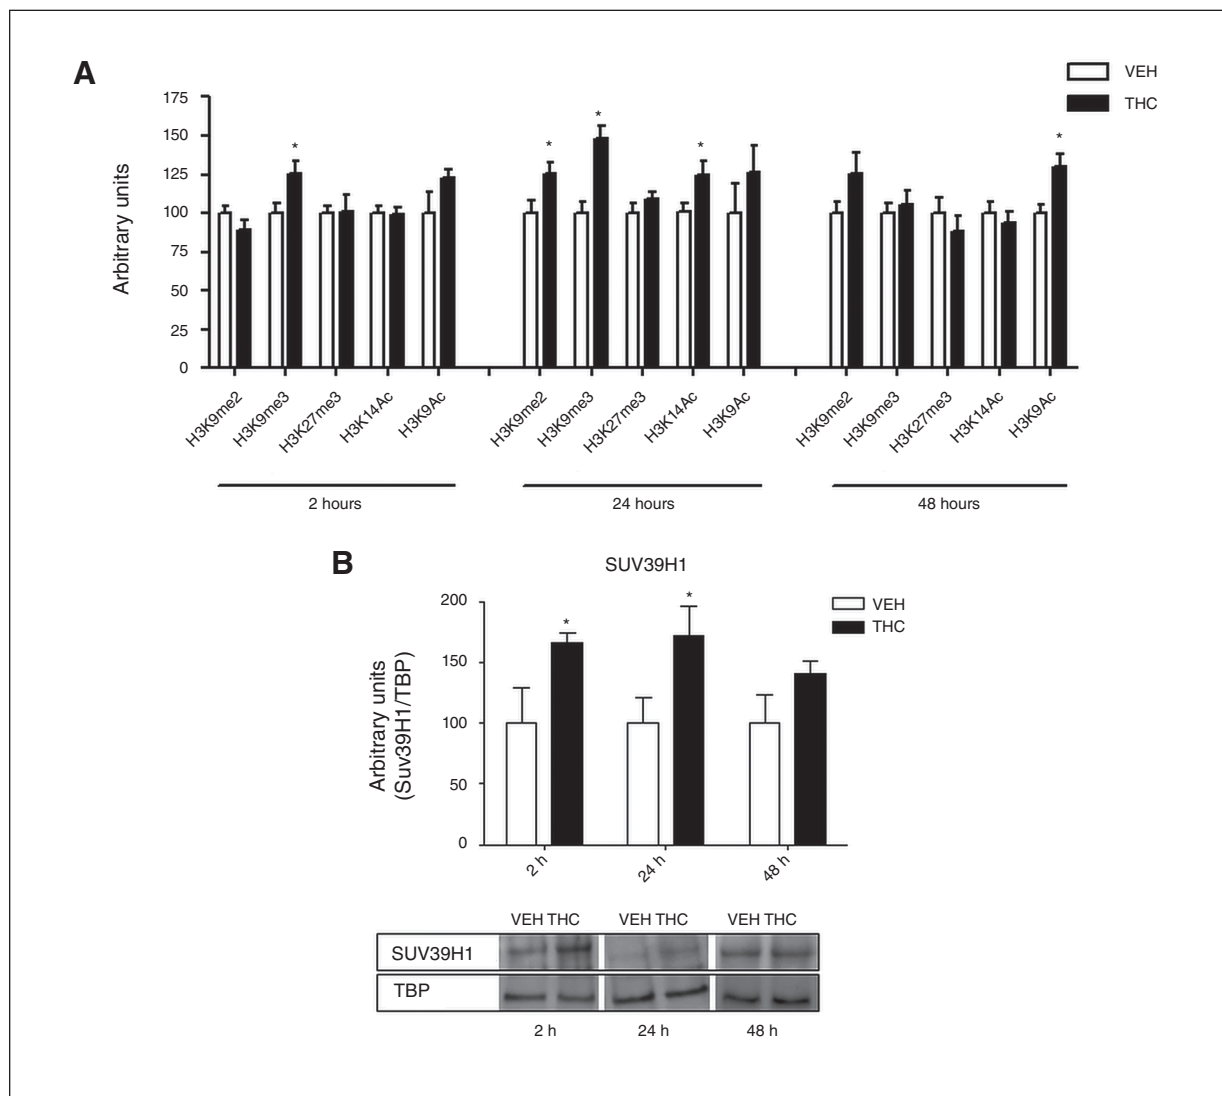 A
VEH
THC
Arbitrary units
175
150
125
100
75
50
25
0
* * * * *
H3K9me2 H3K9me3 H3K27me3 H3K14Ac H3K9Ac H3K9me2 H3K9me3 H3K27me3 H3K14Ac H3K9Ac H3K9me2 H3K9me3 H3K27me3 H3K14Ac H3K9Ac
2 hours 24 hours 48 hours
B
SUV39H1
VEH
THC
Arbitrary units
(Suv39H1/TBP)
200
150
100
50
0
* *
2 h 24 h 48 h
VEH THC VEH THC VEH THC
SUV39H1
TBP
2 h 24 h 48 h